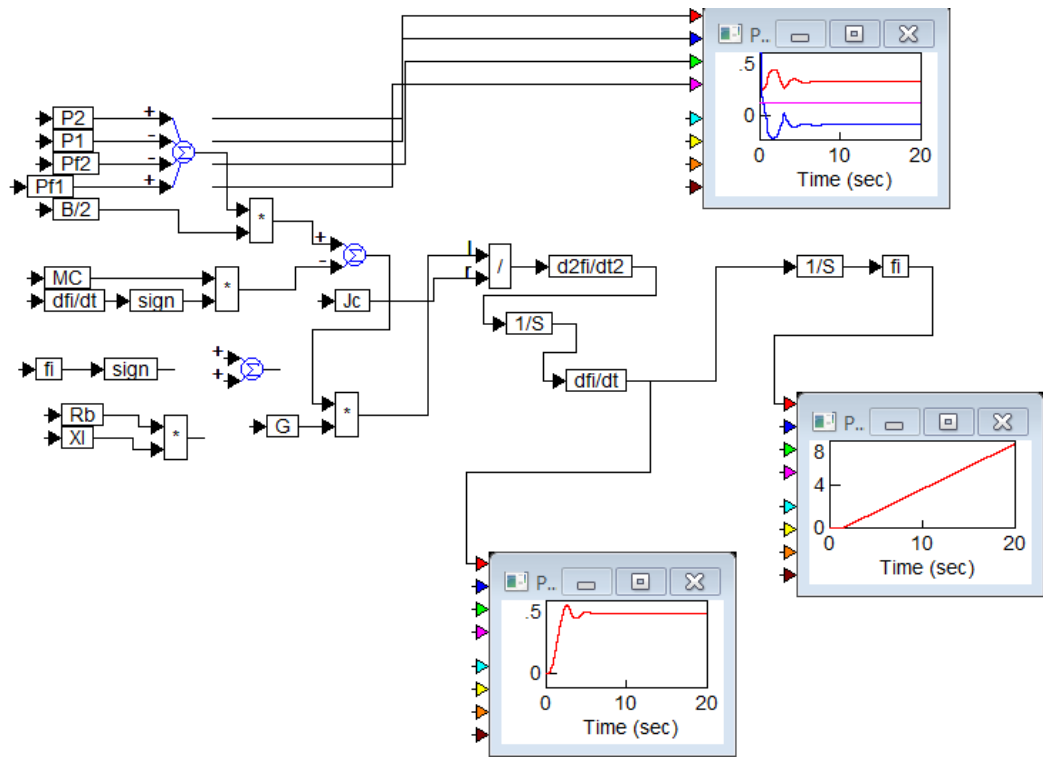 P..
.5
0
0 10 20
Time (sec)
P2 +
P1 -
Pf2 - Σ
Pf1 +
B/2
*
+
- Σ
MC
*
dfi/dt sign
Jc
l
r /
d2fi/dt2
1/S
1/S fi
dfi/dt
fi sign
+
+ Σ
Rb
Xl
*
G
*
P..
8
4
0
0 10 20
Time (sec)
P..
.5
0
0 10 20
Time (sec)